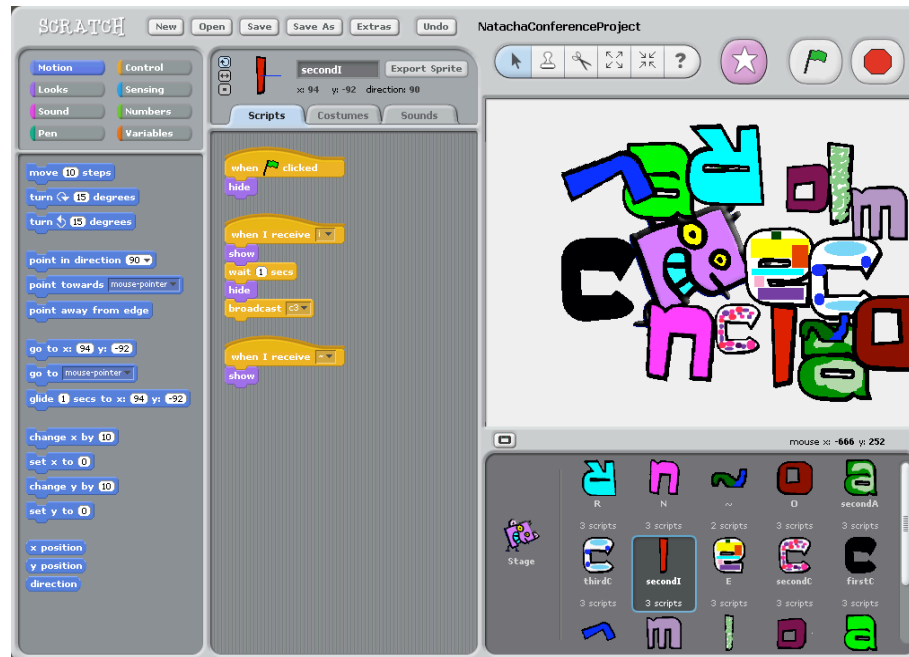 SCRATCH New Open Save Save As Extras Undo NatachaConferenceProject
Motion Control
Looks Sensing
Sound Numbers
Pen Variables
secondI Export Sprite
x: 94 y: -92 direction: 90
Scripts Costumes Sounds
move 10 steps
turn 15 degrees
turn 15 degrees
point in direction 90
point towards mouse-pointer
point away from edge
go to x: 94 y: -92
go to mouse-pointer
glide 1 secs to x: 94 y: -92
change x by 10
set x to 0
change y by 10
set y to 0
x position
y position
direction
when clicked
hide
when I receive i
show
wait 1 secs
hide
broadcast c3
when I receive ~
show
?
mouse x: -666 y: 252
Stage
R N ~ O secondA
3 scripts 3 scripts 2 scripts 3 scripts 3 scripts
thirdC secondI E secondC firstC
3 scripts 3 scripts 3 scripts 3 scripts 3 scripts